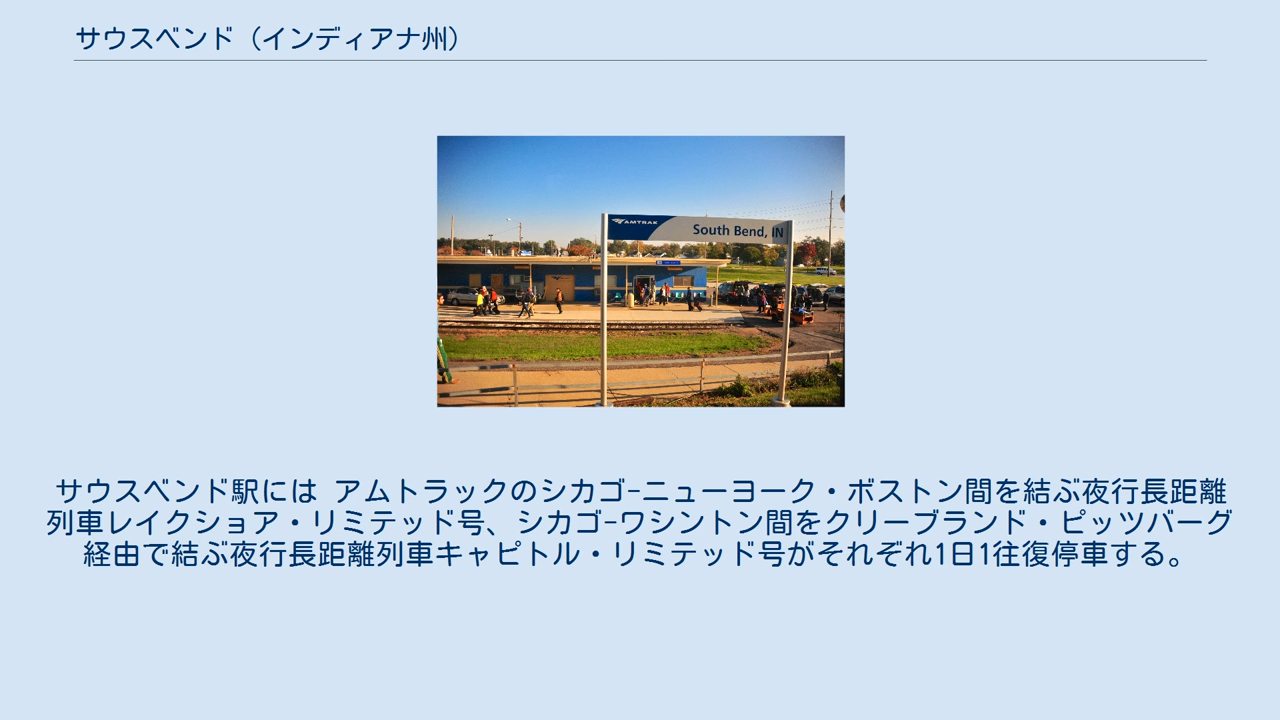 サウスベンド（インディアナ州）
AMTRAK
South Bend, IN
サウスベンド駅には アムトラックのシカゴ-ニューヨーク・ボストン間を結ぶ夜行長距離
列車レイクショア・リミテッド号、シカゴ-ワシントン間をクリーブランド・ピッツバーグ
経由で結ぶ夜行長距離列車キャピトル・リミテッド号がそれぞれ1日1往復停車する。